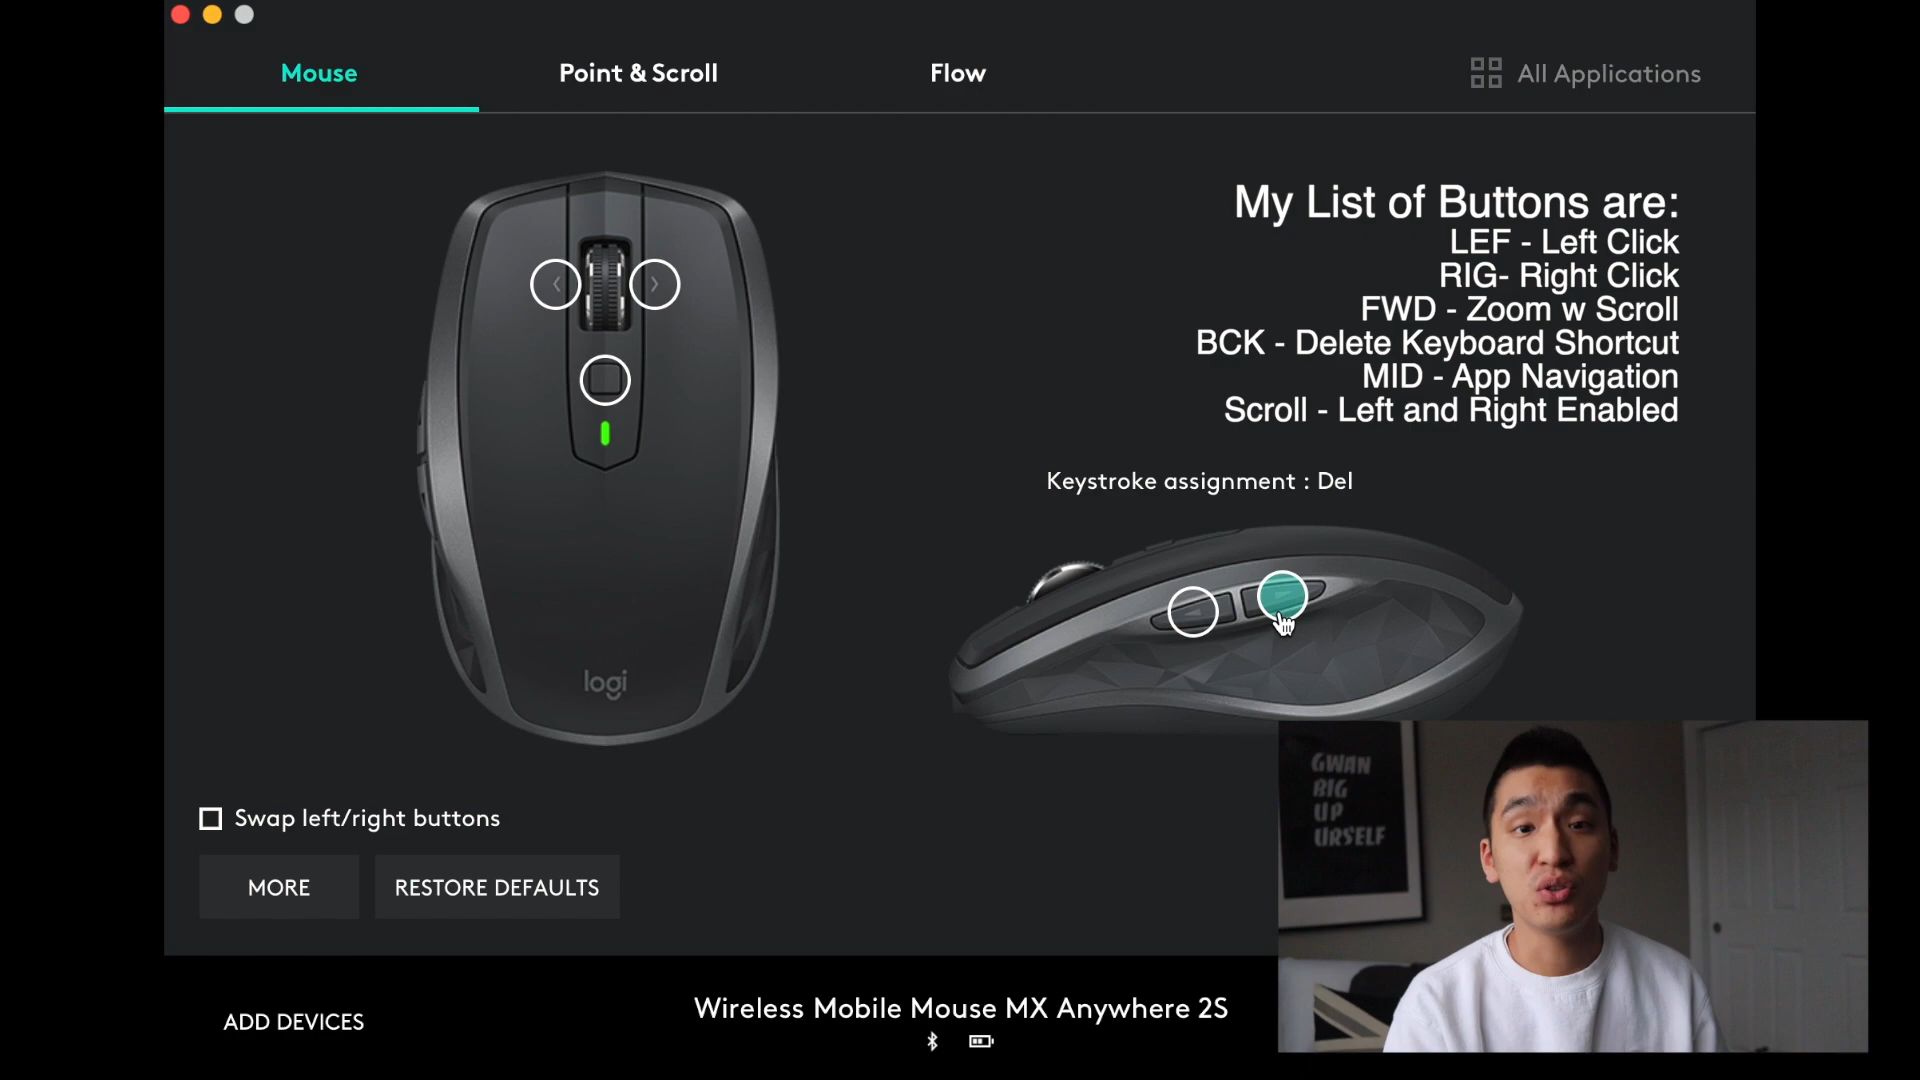 Mouse
Point & Scroll
Flow
All Applications
My List of Buttons are:
LEF - Left Click
RIG- Right Click
FWD - Zoom w Scroll
BCK - Delete Keyboard Shortcut
MID - App Navigation
Scroll - Left and Right Enabled
Keystroke assignment : Del
logi
Swap left/right buttons
MORE
RESTORE DEFAULTS
GWAN
BIG
UP
URSELF
ADD DEVICES
Wireless Mobile Mouse MX Anywhere 2S